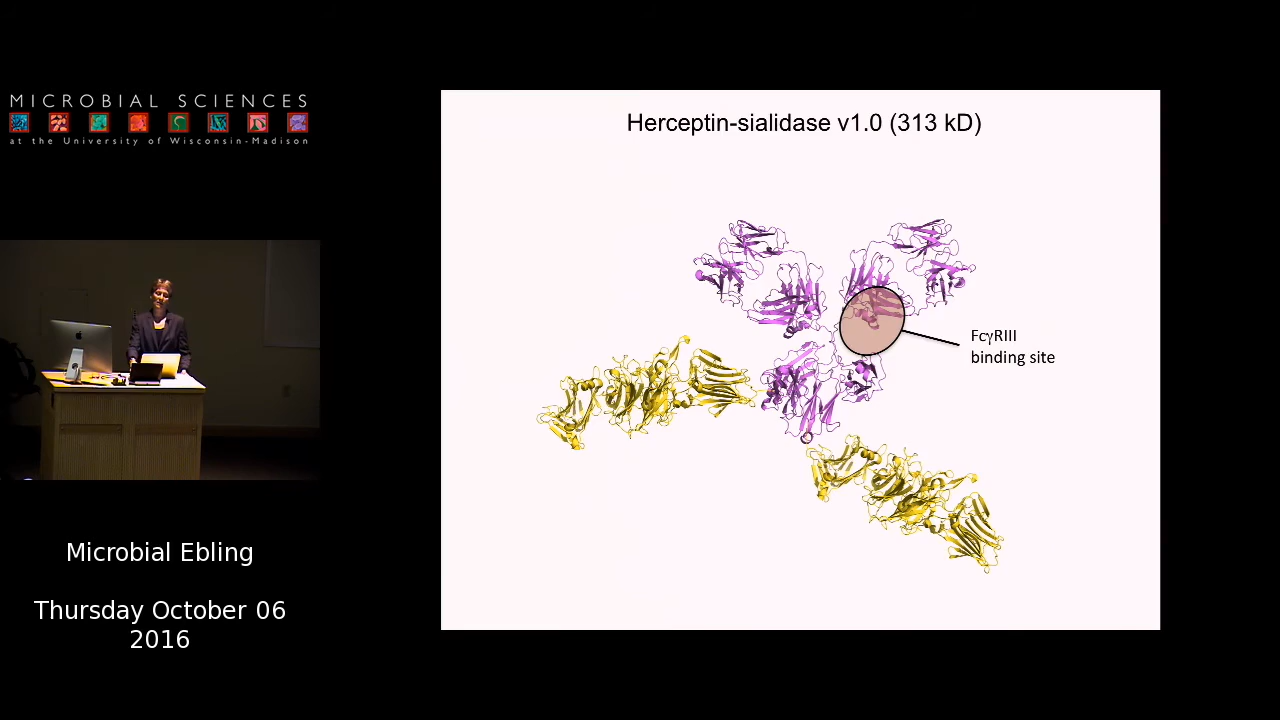 MICROBIAL SCIENCES
at the University of Wisconsin-Madison
Herceptin-sialidase v1.0 (313 kD)
FcγRIII
binding site
Microbial Ebling
Thursday October 06
2016